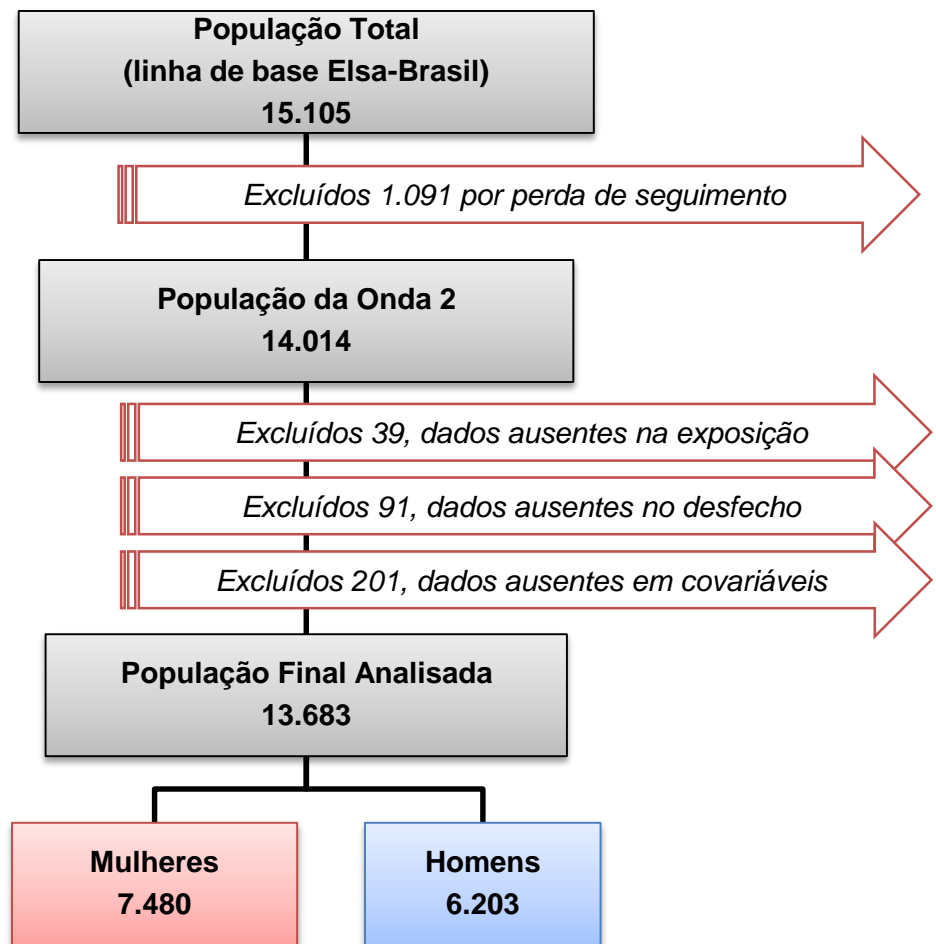 População Total
(linha de base Elsa-Brasil)
15.105
Excluídos 1.091 por perda de seguimento
População da Onda 2
14.014
Excluídos 39, dados ausentes na exposição
Excluídos 91, dados ausentes no desfecho
Excluídos 201, dados ausentes em covariáveis
População Final Analisada
13.683
Mulheres
7.480
Homens
6.203